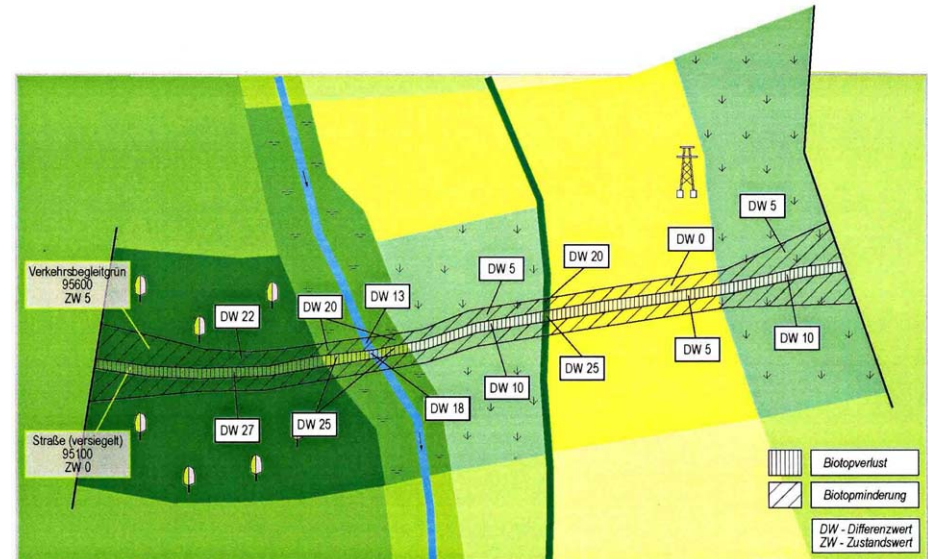 DW 5
DW 0
DW 20
DW 5
DW 13
DW 20
DW 22
Verkehrsbegleitgrün
95600
ZW 5
Straße (versiegelt)
95100
ZW 0
DW 27
DW 25
DW 18
DW 10
DW 25
DW 5
DW 10
Biotopverlust
Biotopminderung
DW - Differenzwert
ZW - Zustandswert